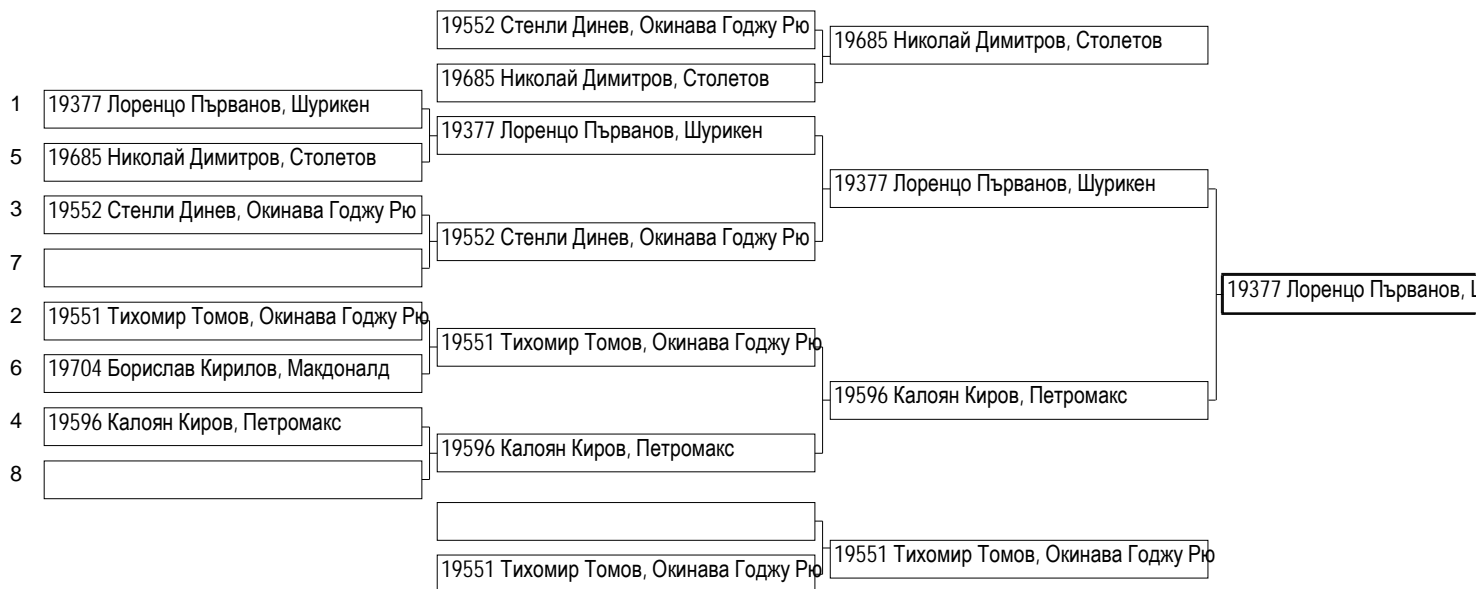 19552 Стенли Динев, Окинава Годжу Рю
19685 Николай Димитров, Столетов
19685 Николай Димитров, Столетов
1 19377 Лоренцо Първанов, Шурикен
19377 Лоренцо Първанов, Шурикен
5 19685 Николай Димитров, Столетов
19377 Лоренцо Първанов, Шурикен
3 19552 Стенли Динев, Окинава Годжу Рю
19552 Стенли Динев, Окинава Годжу Рю
7
19377 Лоренцо Първанов,
2 19551 Тихомир Томов, Окинава Годжу Рю
19551 Тихомир Томов, Окинава Годжу Рю
6 19704 Борислав Кирилов, Макдоналд
19596 Калоян Киров, Петромакс
4 19596 Калоян Киров, Петромакс
19596 Калоян Киров, Петромакс
8
19551 Тихомир Томов, Окинава Годжу Рю
19551 Тихомир Томов, Окинава Годжу Рю